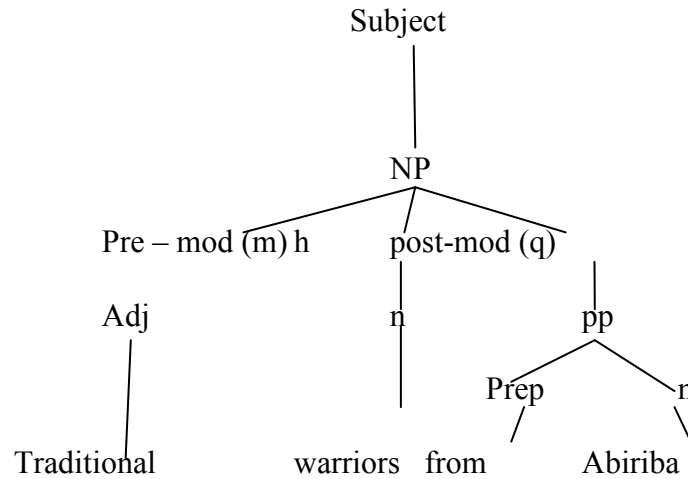 Subject
NP
Pre – mod (m) h post-mod (q)
Adj n pp
Prep n
Traditional warriors from Abiriba